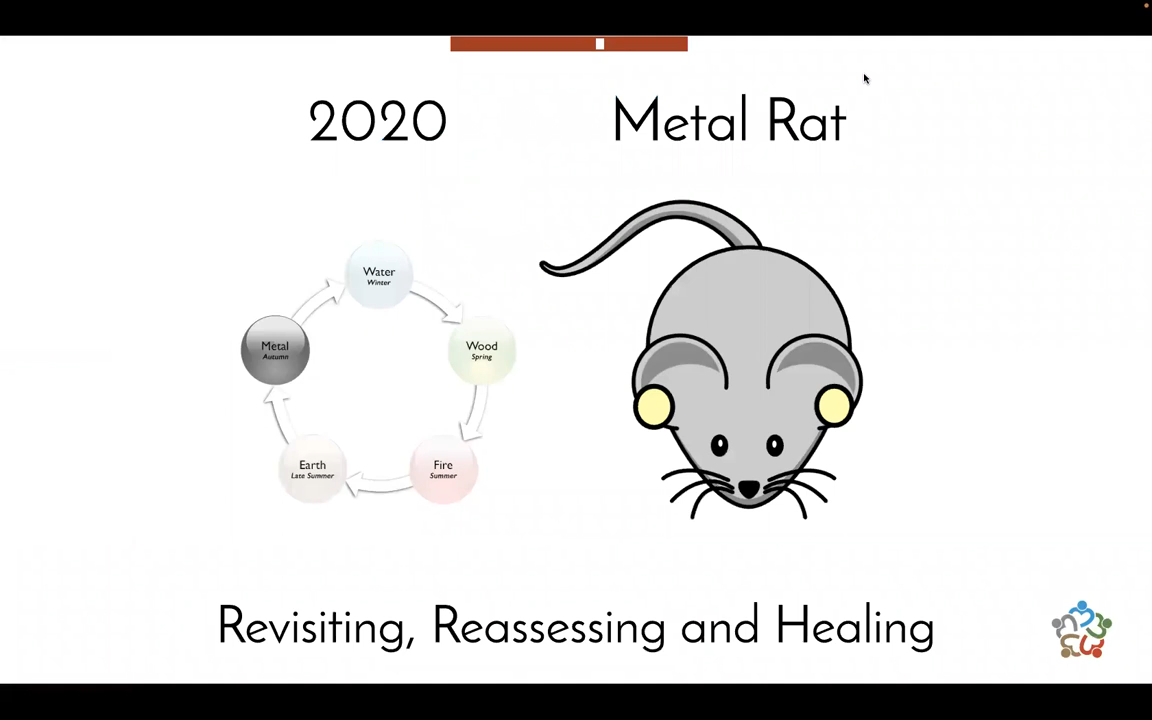 2020
Metal Rat
Water
Winter
Metal
Autumn
Wood
Spring
Earth
Late Summer
Fire
Summer
Revisiting, Reassessing and Healing